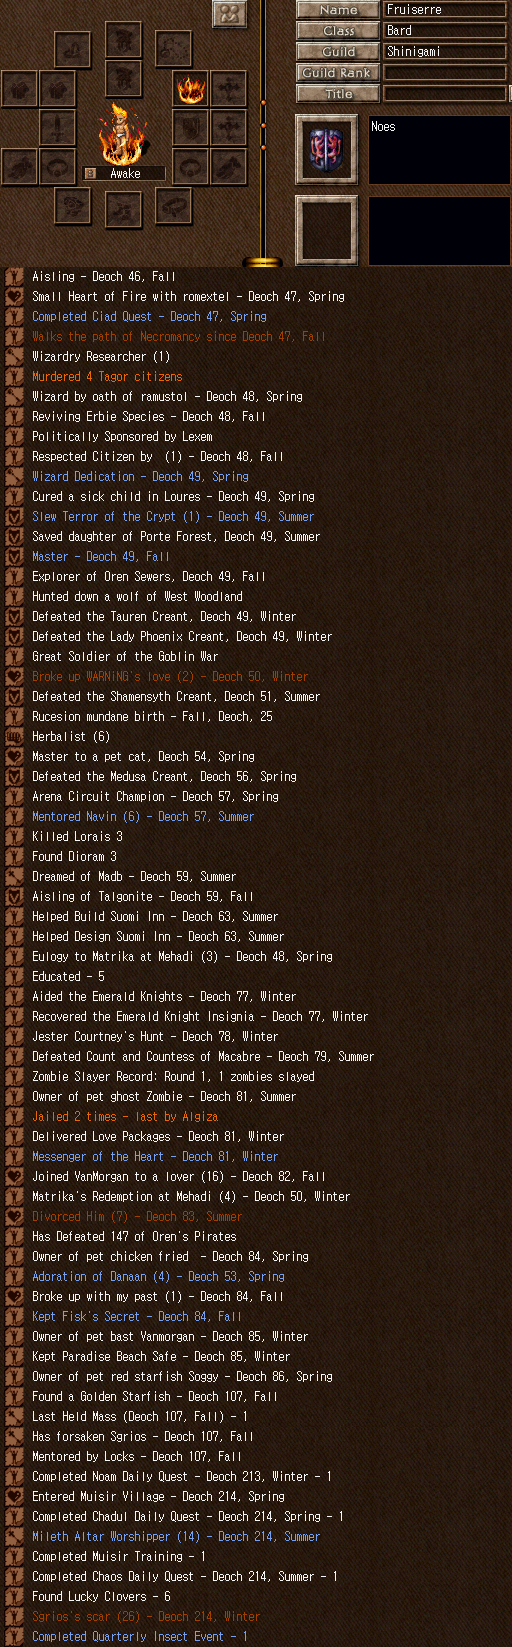 Name
Fruiserre
Class
Bard
Guild
Shinigami
Guild Rank
Title
Noes
Awake
Aisling - Deoch 46, Fall
Small Heart of Fire with romextel - Deoch 47, Spring
Completed Ciad Quest - Deoch 47, Spring
Walks the path of Necromancy since Deoch 47, Fall
Wizardry Researcher (1)
Murdered 4 Tagor citizens
Wizard by oath of ramustol - Deoch 48, Spring
Reviving Erbie Species - Deoch 48, Fall
Politically Sponsored by Lexem
Respected Citizen by  (1) - Deoch 48, Fall
Wizard Dedication - Deoch 49, Spring
Cured a sick child in Loures - Deoch 49, Spring
Slew Terror of the Crypt (1) - Deoch 49, Summer
Saved daughter of Porte Forest, Deoch 49, Summer
Master - Deoch 49, Fall
Explorer of Oren Sewers, Deoch 49, Fall
Hunted down a wolf of West Woodland
Defeated the Tauren Creant, Deoch 49, Winter
Defeated the Lady Phoenix Creant, Deoch 49, Winter
Great Soldier of the Goblin War
Broke up WARNiNG's love (2) - Deoch 50, Winter
Defeated the Shamensyth Creant, Deoch 51, Summer
Rucesion mundane birth - Fall, Deoch, 25
Herbalist (6)
Master to a pet cat, Deoch 54, Spring
Defeated the Medusa Creant, Deoch 56, Spring
Arena Circuit Champion - Deoch 57, Spring
Mentored Navin (6) - Deoch 57, Summer
Killed Lorais 3
Found Dioram 3
Dreamed of Madb - Deoch 59, Summer
Aisling of Talgonite - Deoch 59, Fall
Helped Build Suomi Inn - Deoch 63, Summer
Helped Design Suomi Inn - Deoch 63, Summer
Eulogy to Matrika at Mehadi (3) - Deoch 48, Spring
Educated - 5
Aided the Emerald Knights - Deoch 77, Winter
Recovered the Emerald Knight Insignia - Deoch 77, Winter
Jester Courtney's Hunt - Deoch 78, Winter
Defeated Count and Countess of Macabre - Deoch 79, Summer
Zombie Slayer Record: Round 1, 1 zombies slayed
Owner of pet ghost Zombie - Deoch 81, Summer
Jailed 2 times - last by Algiza
Delivered Love Packages - Deoch 81, Winter
Messenger of the Heart - Deoch 81, Winter
Joined VanMorgan to a lover (16) - Deoch 82, Fall
Matrika's Redemption at Mehadi (4) - Deoch 50, Winter
Divorced Him (7) - Deoch 83, Summer
Has Defeated 147 of Oren's Pirates
Owner of pet chicken fried  - Deoch 84, Spring
Adoration of Danaan (4) - Deoch 53, Spring
Broke up with my past (1) - Deoch 84, Fall
Kept Fisk's Secret - Deoch 84, Fall
Owner of pet bast Vanmorgan - Deoch 85, Winter
Kept Paradise Beach Safe - Deoch 85, Winter
Owner of pet red starfish Soggy - Deoch 86, Spring
Found a Golden Starfish - Deoch 107, Fall
Last Held Mass (Deoch 107, Fall) - 1
Has forsaken Sgrios - Deoch 107, Fall
Mentored by Locks - Deoch 107, Fall
Completed Noam Daily Quest - Deoch 213, Winter - 1
Entered Muisir Village - Deoch 214, Spring
Completed Chadul Daily Quest - Deoch 214, Spring - 1
Mileth Altar Worshipper (14) - Deoch 214, Summer
Completed Muisir Training - 1
Completed Chaos Daily Quest - Deoch 214, Summer - 1
Found Lucky Clovers - 6
Sgrios's scar (26) - Deoch 214, Winter
Completed Quarterly Insect Event - 1